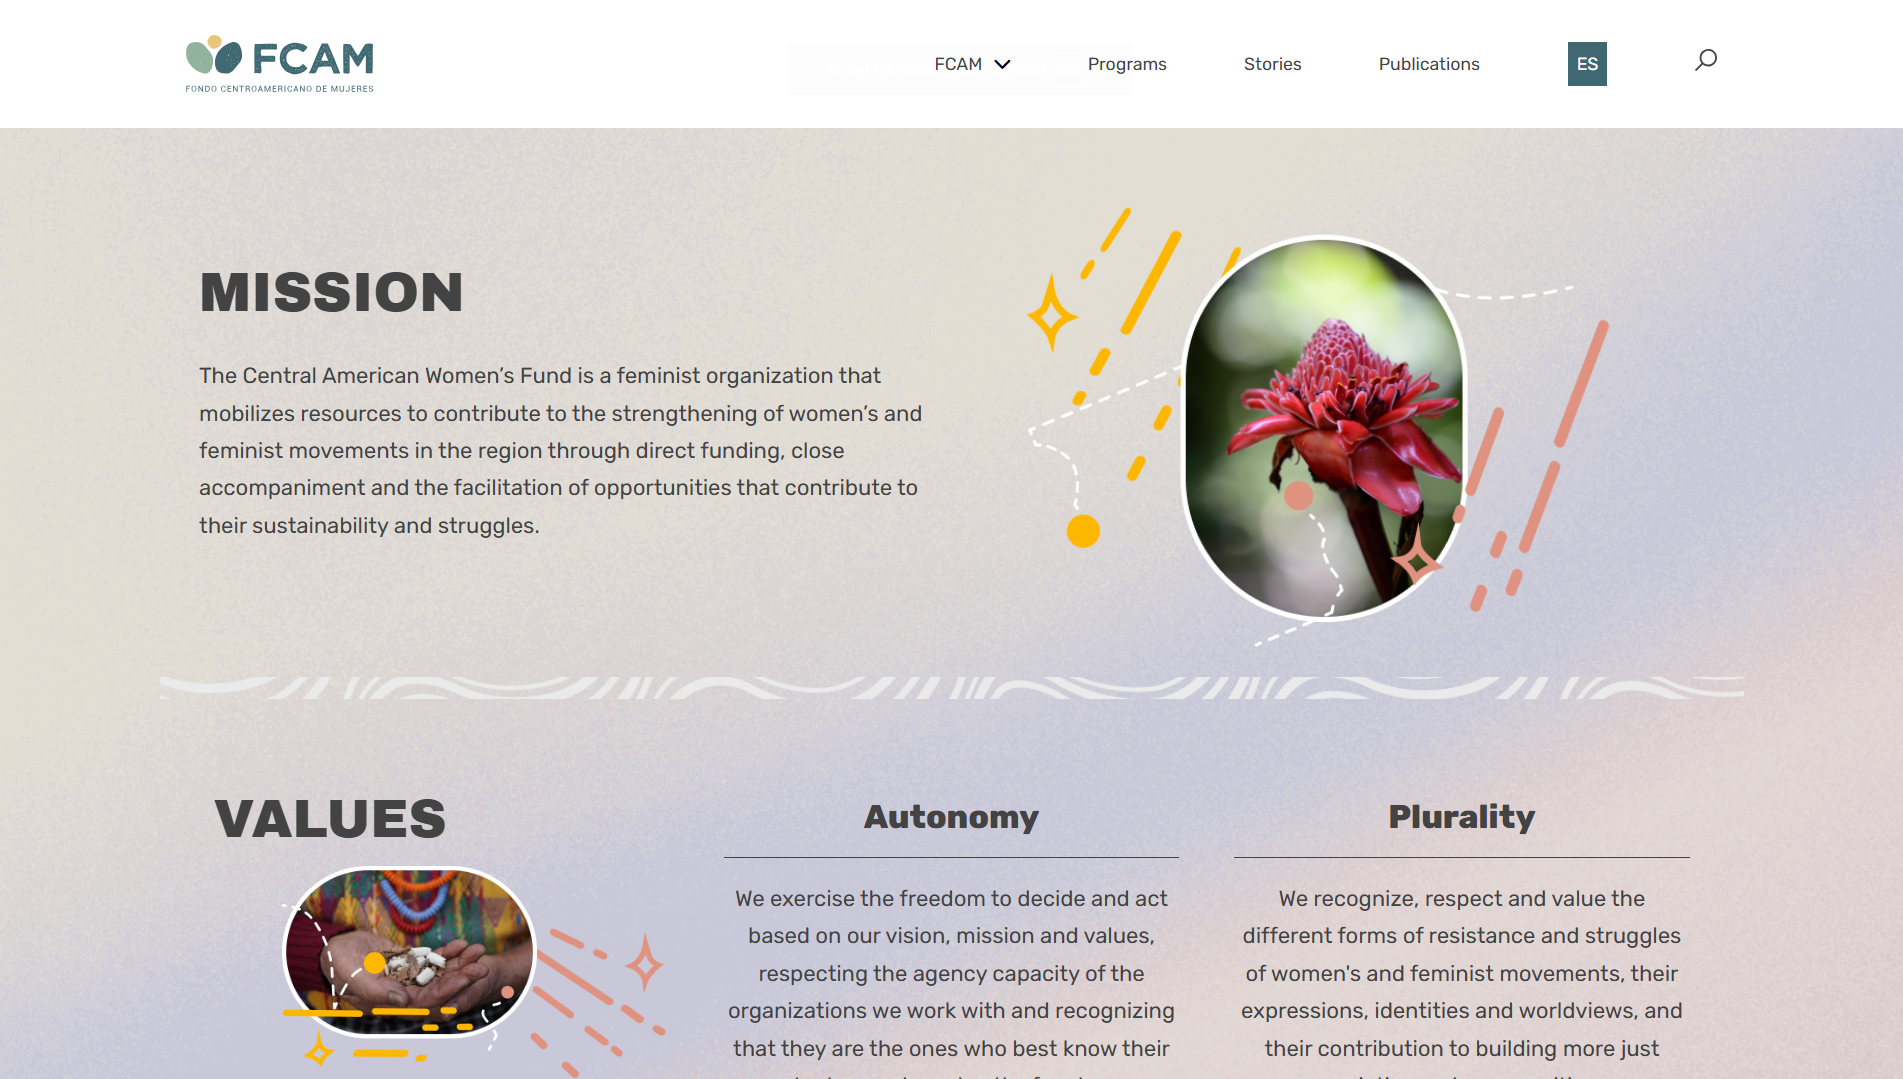 FCAM
FONDO CENTROAMERICANO DE MUJERES
FCAM
Programs
Stories
Publications
ES
MISSION
The Central American Women’s Fund is a feminist organization that
mobilizes resources to contribute to the strengthening of women’s and
feminist movements in the region through direct funding, close
accompaniment and the facilitation of opportunities that contribute to
their sustainability and struggles.
VALUES
Autonomy
We exercise the freedom to decide and act
based on our vision, mission and values,
respecting the agency capacity of the
organizations we work with and recognizing
that they are the ones who best know their
Plurality
We recognize, respect and value the
different forms of resistance and struggles
of women's and feminist movements, their
expressions, identities and worldviews, and
their contribution to building more just